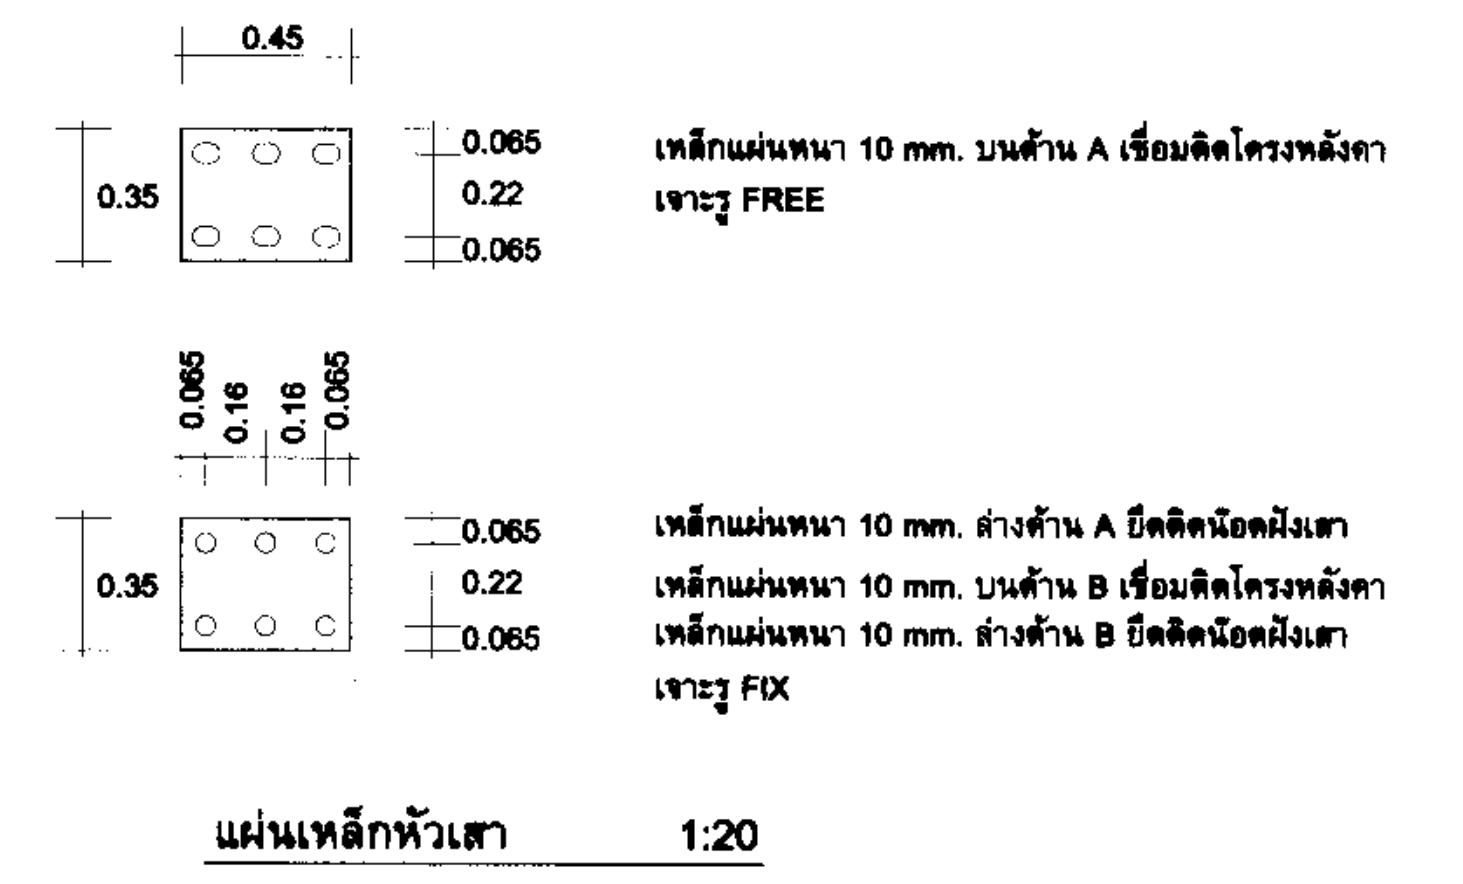 0.45
0.065
0.35
0.22
0.065
เหล็กแผ่นหนา 10 mm. บนด้าน A เชื่อมติดโครงหลังคา
เจาะรู FREE
0.065
0.16
0.16
0.065
0.065
0.35
0.22
0.065
เหล็กแผ่นหนา 10 mm. ล่างด้าน A ยึดติดน๊อตฝังเสา
เหล็กแผ่นหนา 10 mm. บนด้าน B เชื่อมติดโครงหลังคา
เหล็กแผ่นหนา 10 mm. ล่างด้าน B ยึดติดน๊อตฝังเสา
เจาะรู FIX
แผ่นเหล็กหัวเสา 1:20